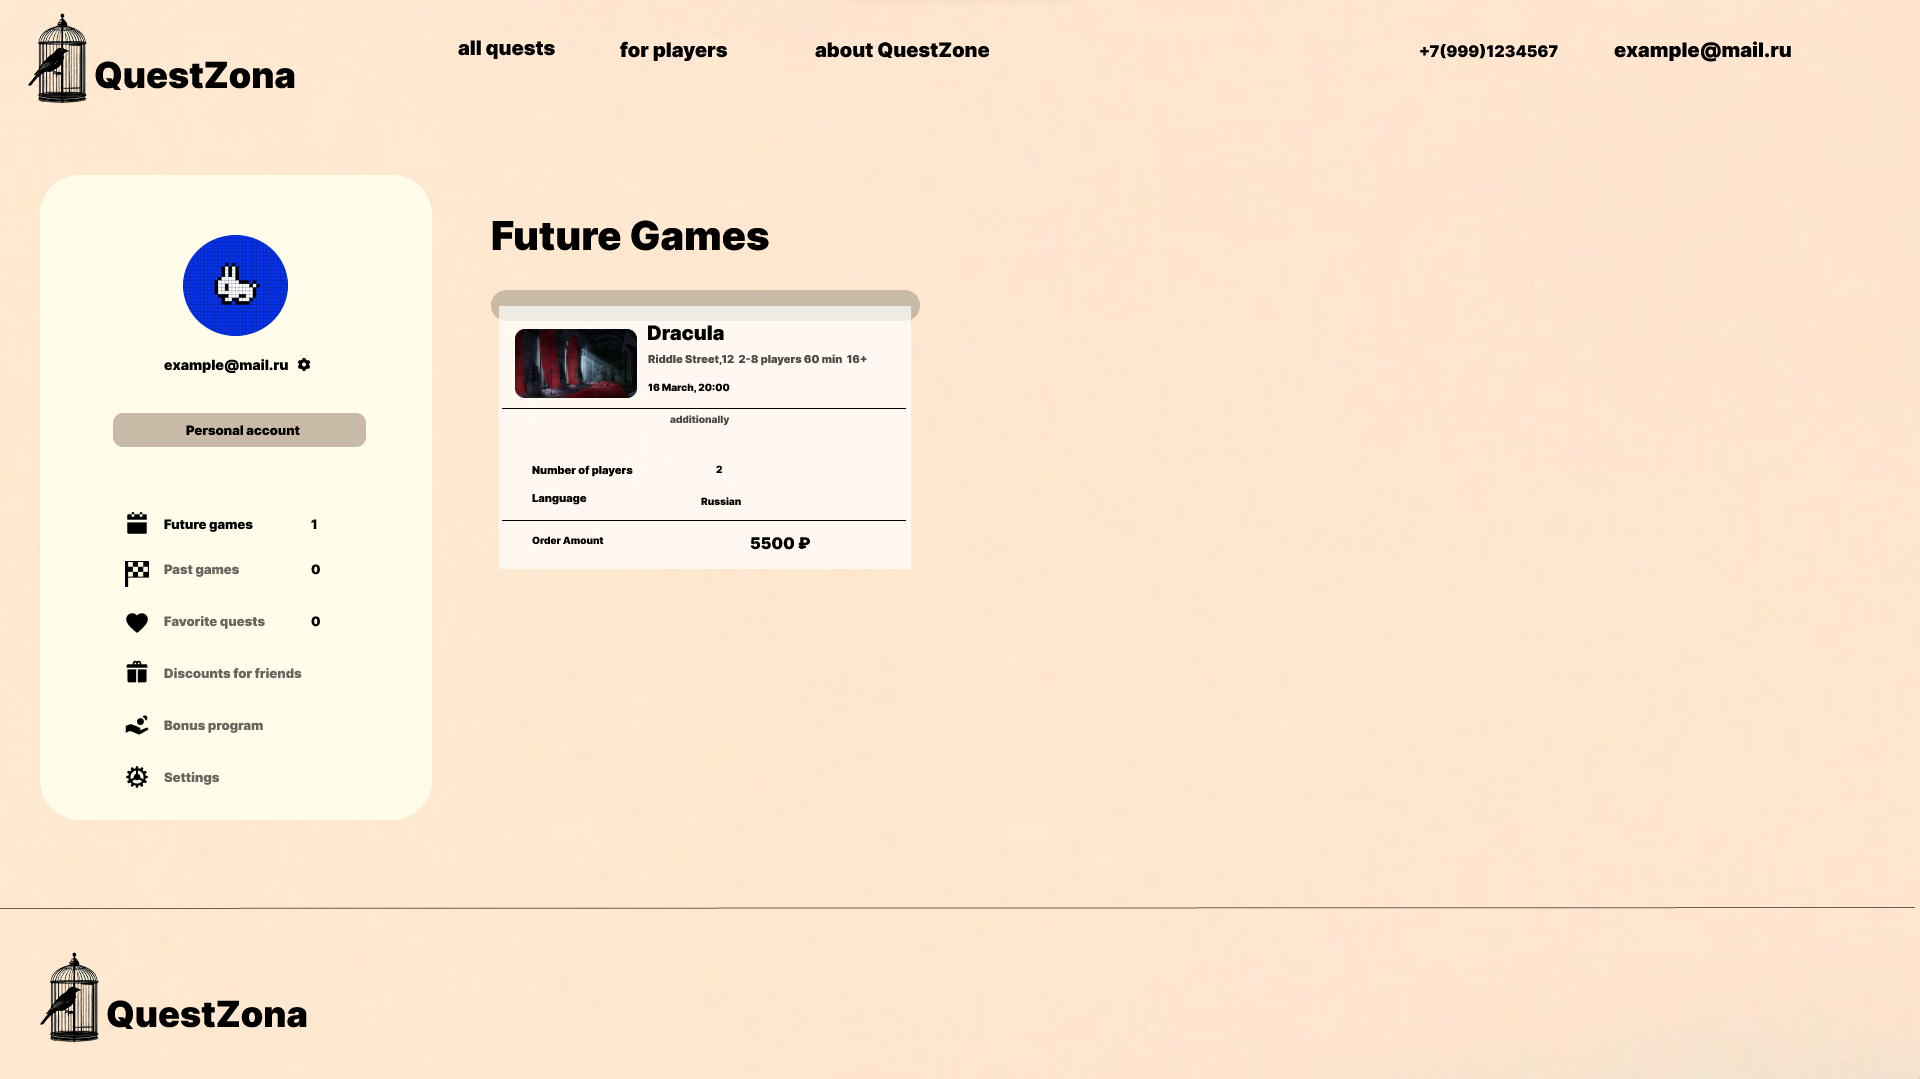 QuestZona
all quests
for players
about QuestZone
+7(999)1234567
example@mail.ru
example@mail.ru
Personal account
Future games 1
Past games 0
Favorite quests 0
Discounts for friends
Bonus program
Settings
Future Games
Dracula
Riddle Street,12 2-8 players 60 min 16+
16 March, 20:00
additionally
Number of players 2
Language Russian
Order Amount 5500 ₽
QuestZona